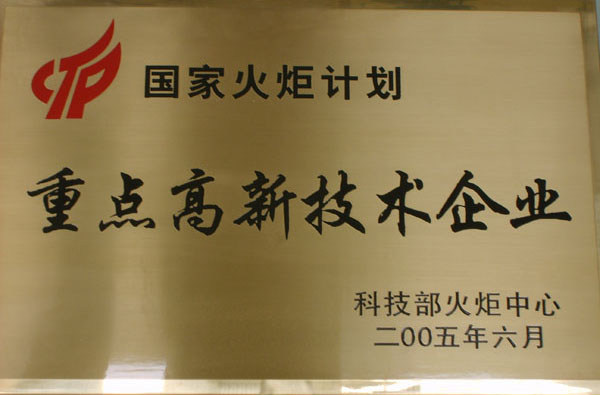 CTP
国家火炬计划
重点高新技术企业
科技部火炬中心
二〇〇五年六月